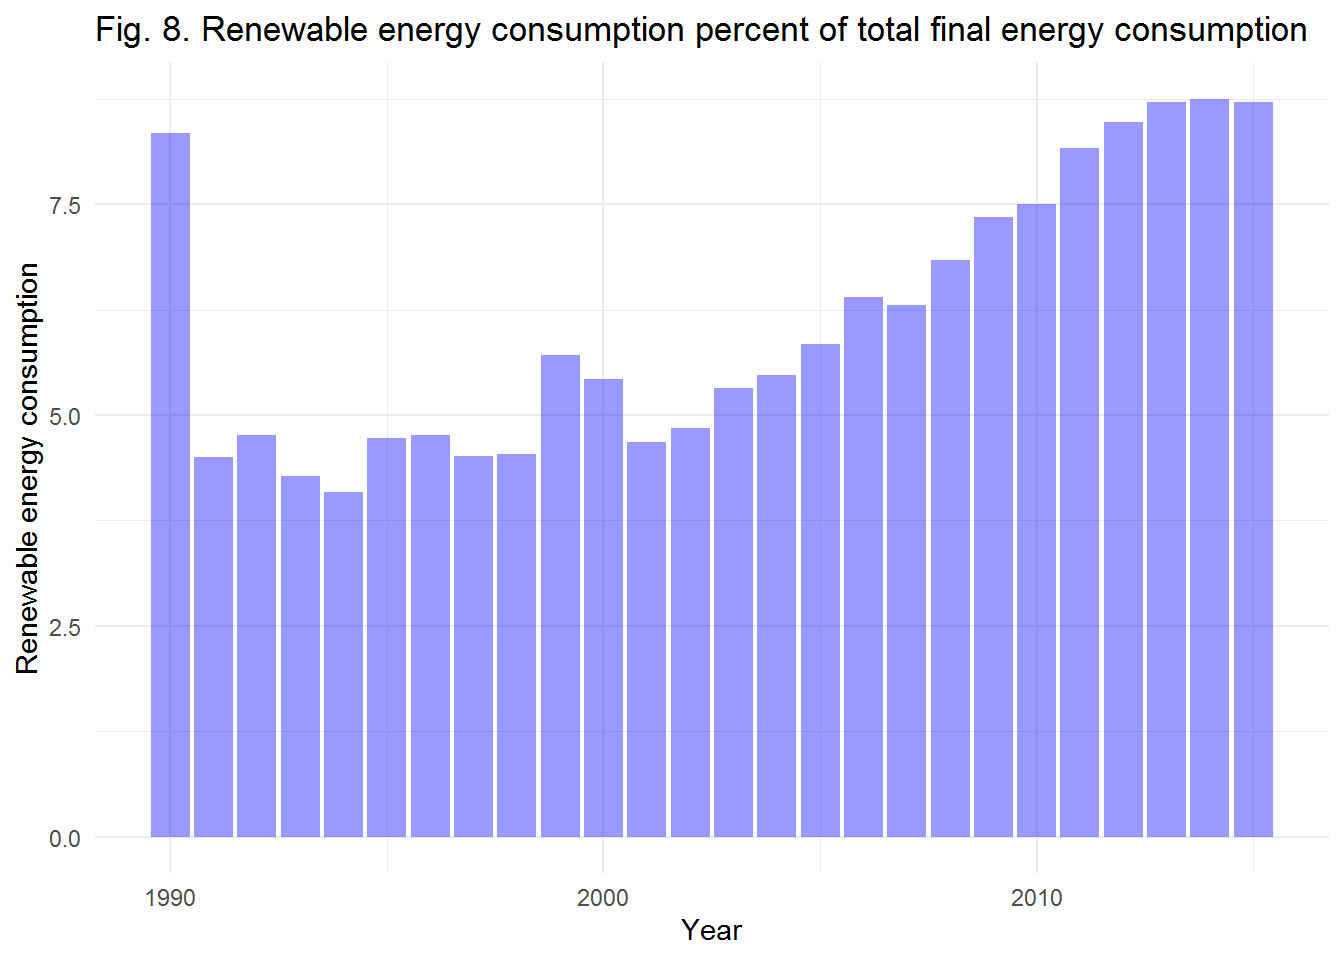 Fig. 8. Renewable energy consumption percent of total final energy consumption
Renewable energy consumption
7.5
5.0
2.5
0.0
1990
2000
2010
Year